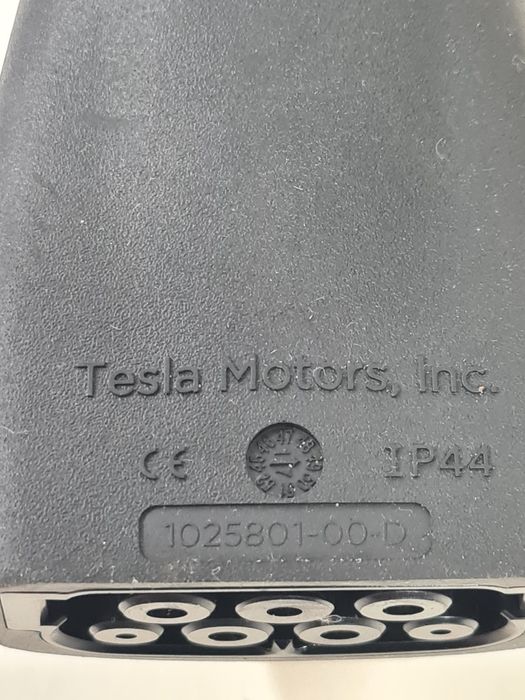 Tesla Motors, Inc.
CE IP44
1025801-00-D